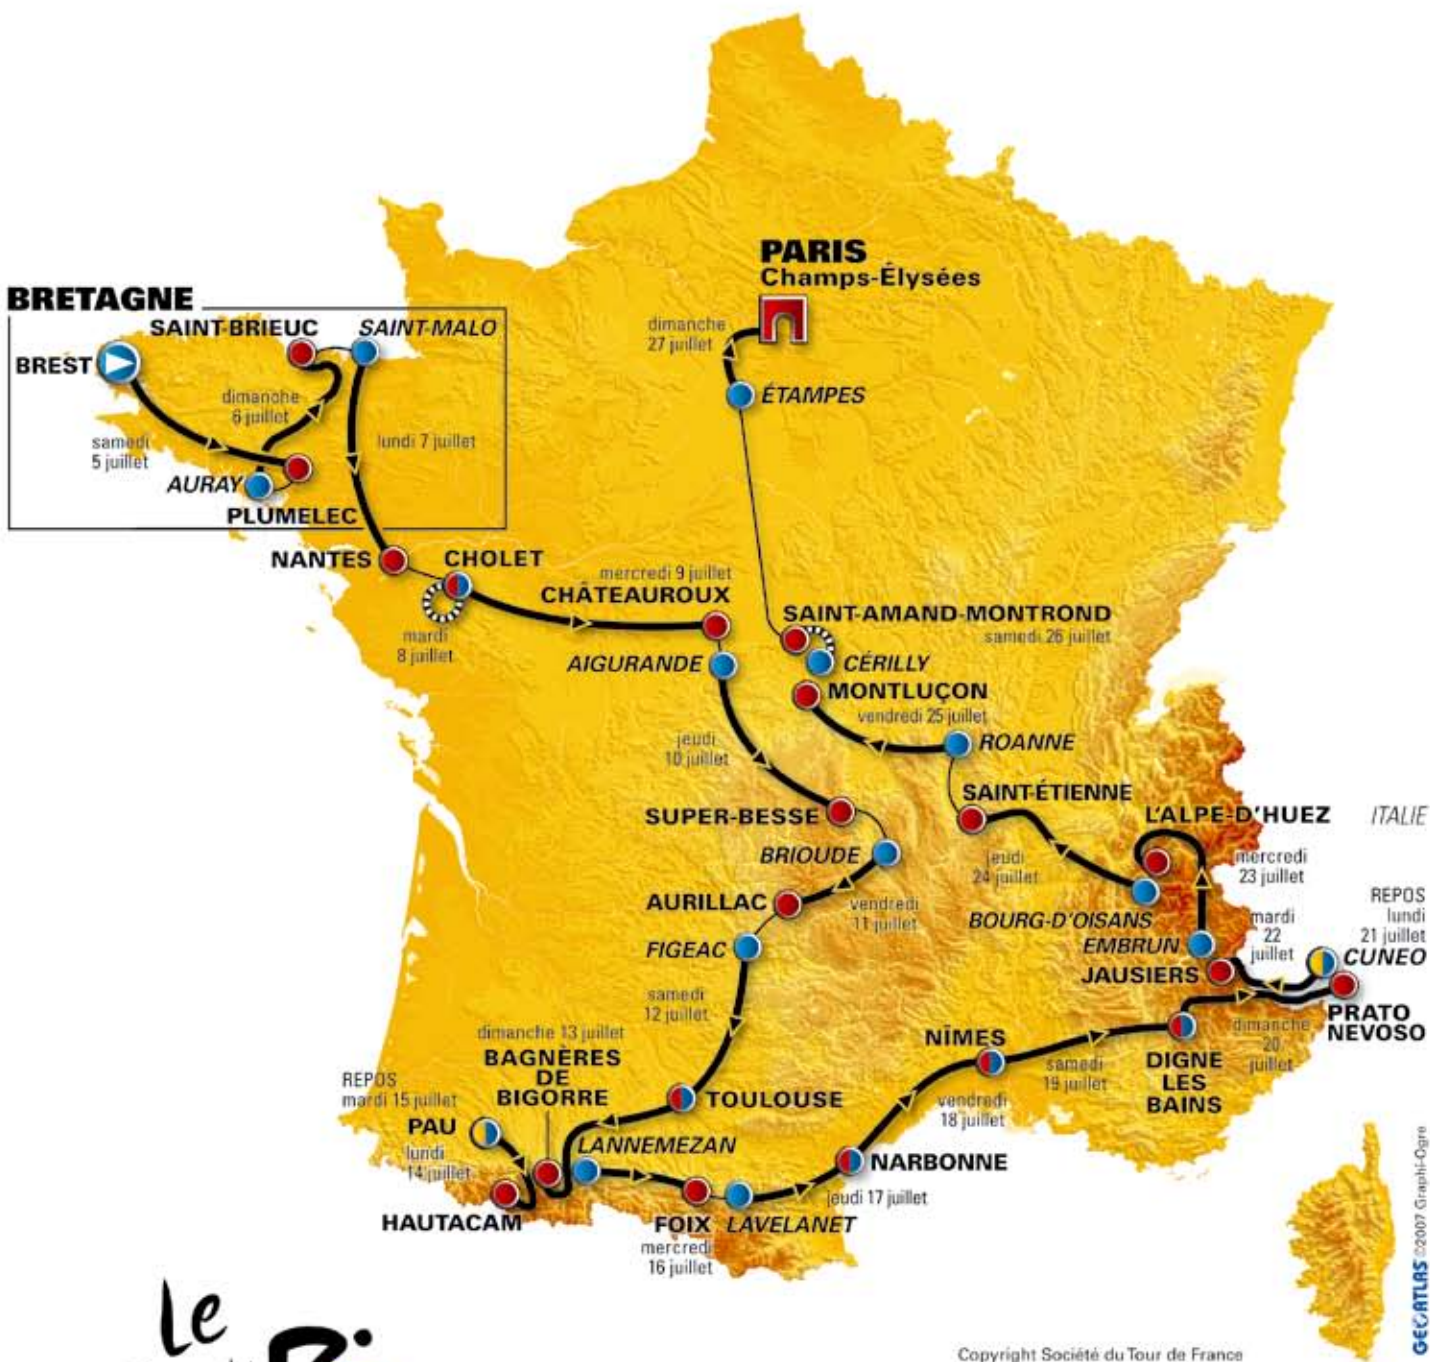 PARIS
Champs-Élysées
dimanche
27 juillet
ÉTAMPES
BRETAGNE
SAINT-BRIEUC
SAINT-MALO
BREST
dimanche
6 juillet
lundi 7 juillet
samedi
5 juillet
AURAY
PLUMELEC
NANTES
CHOLET
mardi
8 juillet
mercredi 9 juillet
CHÂTEAUROUX
AIGURANDE
SAINT-AMAND-MONTROND
samedi 26 juillet
CÉRILLY
MONTLUÇON
vendredi 25 juillet
ROANNE
jeudi
10 juillet
SUPER-BESSE
SAINT-ÉTIENNE
L'ALPE-D'HUEZ
ITALIE
BRIOUDE
jeudi
24 juillet
mercredi
23 juillet
AURILLAC
vendredi
11 juillet
BOURG-D'OISANS
REPOS
lundi
21 juillet
mardi
22
juillet
FIGEAC
EMBRUN
CUNEO
JAUSIERS
samedi
12 juillet
PRATO
NEVOSO
dimanche 13 juillet
BAGNÈRES
DE
BIGORRE
NÎMES
samedi
19 juillet
DIGNE
LES
BAINS
dimanche
20
juillet
REPOS
mardi 15 juillet
PAU
TOULOUSE
vendredi
18 juillet
lundi
14 juillet
LANNEMEZAN
NARBONNE
HAUTACAM
FOIX
LAVELANET
jeudi 17 juillet
mercredi
16 juillet
Le
GEOATLAS ©2007 Graphi-Ogre
Copyright Société du Tour de France